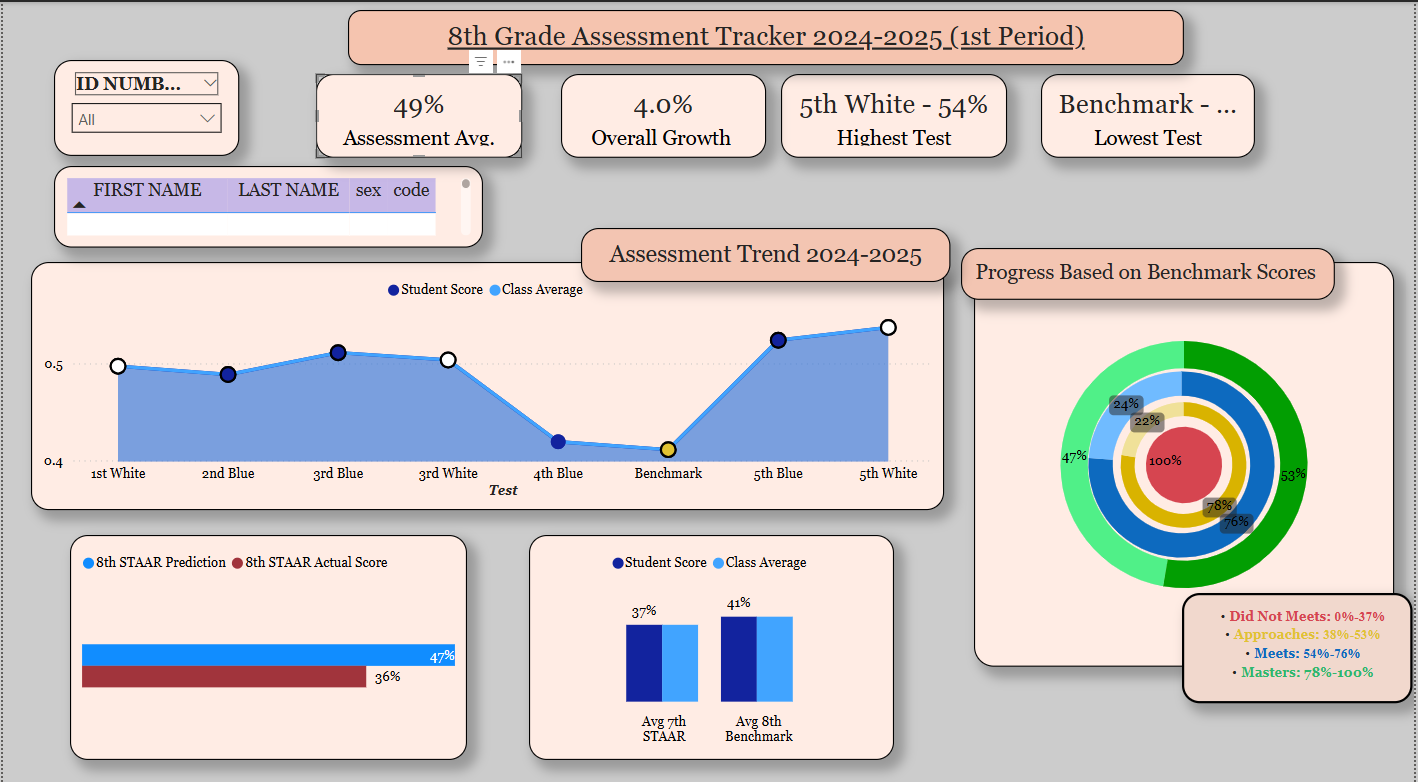 8th Grade Assessment Tracker 2024-2025 (1st Period)
ID NUMB...
All
49%
Assessment Avg.
4.0%
Overall Growth
5th White - 54%
Highest Test
Benchmark - ...
Lowest Test
FIRST NAME LAST NAME sex code
Assessment Trend 2024-2025
Student Score Class Average
0.5
0.4
1st White 2nd Blue 3rd Blue 3rd White 4th Blue Benchmark 5th Blue 5th White
Test
Progress Based on Benchmark Scores
24%
22%
47%
100%
53%
78%
76%
• Did Not Meets: 0%-37%
• Approaches: 38%-53%
• Meets: 54%-76%
• Masters: 78%-100%
8th STAAR Prediction 8th STAAR Actual Score
47%
36%
Student Score Class Average
37%
41%
Avg 7th
STAAR
Avg 8th
Benchmark